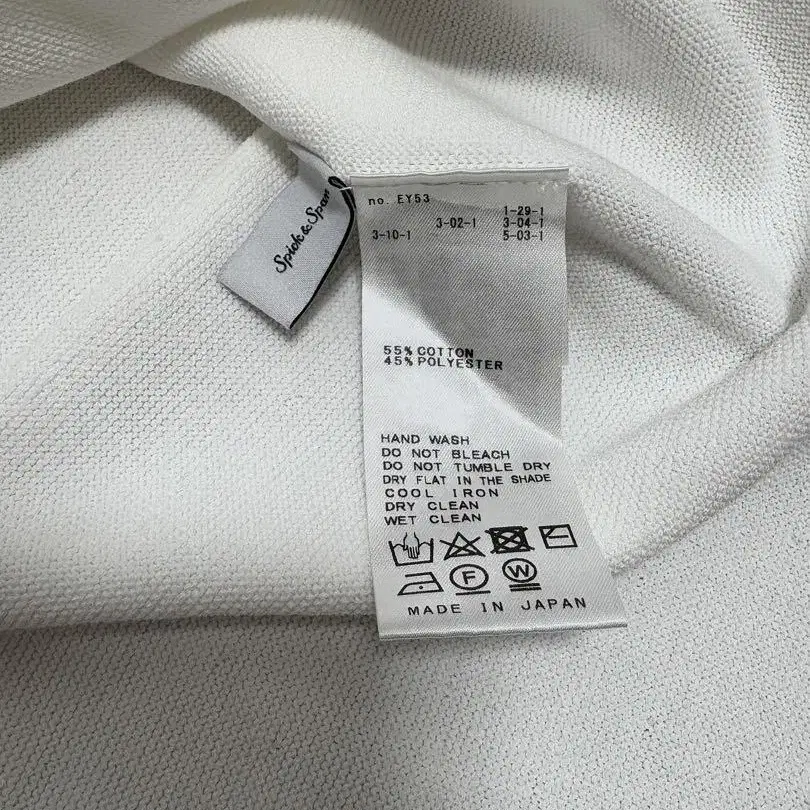 Spick & Span
no. EY53
1-29-1
3-02-1 3-04-1
3-10-1 5-03-1
55% COTTON
45% POLYESTER
HAND WASH
DO NOT BLEACH
DO NOT TUMBLE DRY
DRY FLAT IN THE SHADE
COOL IRON
DRY CLEAN
WET CLEAN
F W
MADE IN JAPAN